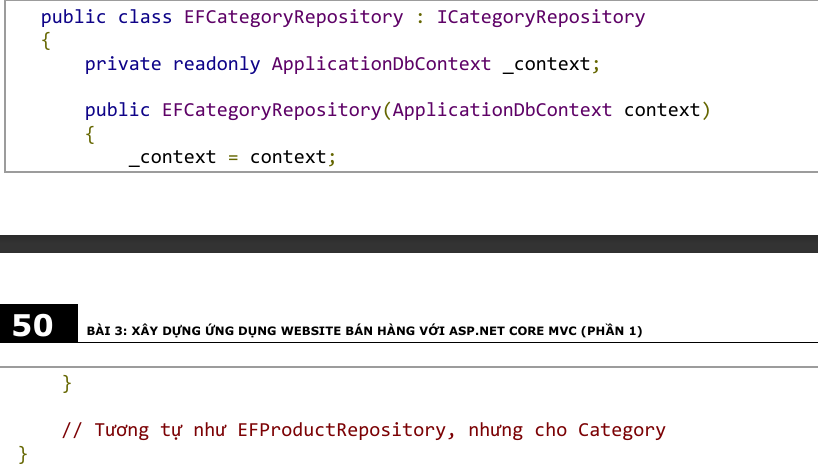 public class EFCategoryRepository : ICategoryRepository
{
private readonly ApplicationDbContext _context;
public EFCategoryRepository(ApplicationDbContext context)
{
_context = context;
50 BÀI 3: XÂY DỰNG ỨNG DỤNG WEBSITE BÁN HÀNG VỚI ASP.NET CORE MVC (PHẦN 1)
}
// Tương tự như EFProductRepository, nhưng cho Category
}